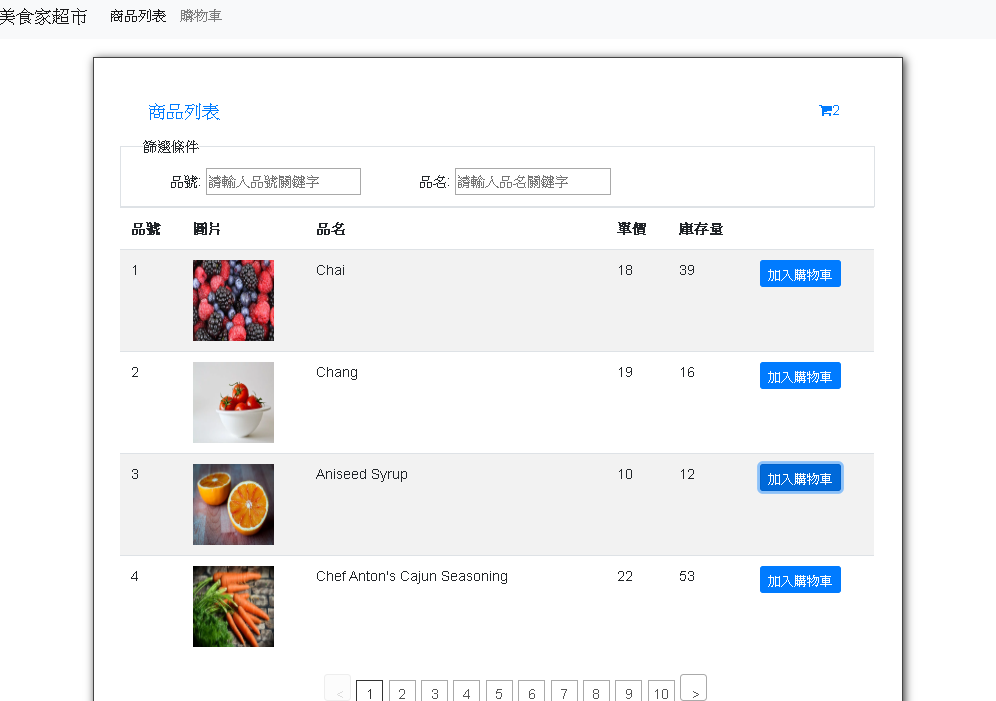 美食家超市 商品列表 購物車
商品列表 2
篩選條件
品號: 請輸入品號關鍵字 品名: 請輸入品名關鍵字
品號 圖片 品名 單價 庫存量
1 Chai 18 39 加入購物車
2 Chang 19 16 加入購物車
3 Aniseed Syrup 10 12 加入購物車
4 Chef Anton's Cajun Seasoning 22 53 加入購物車
< 1 2 3 4 5 6 7 8 9 10 >